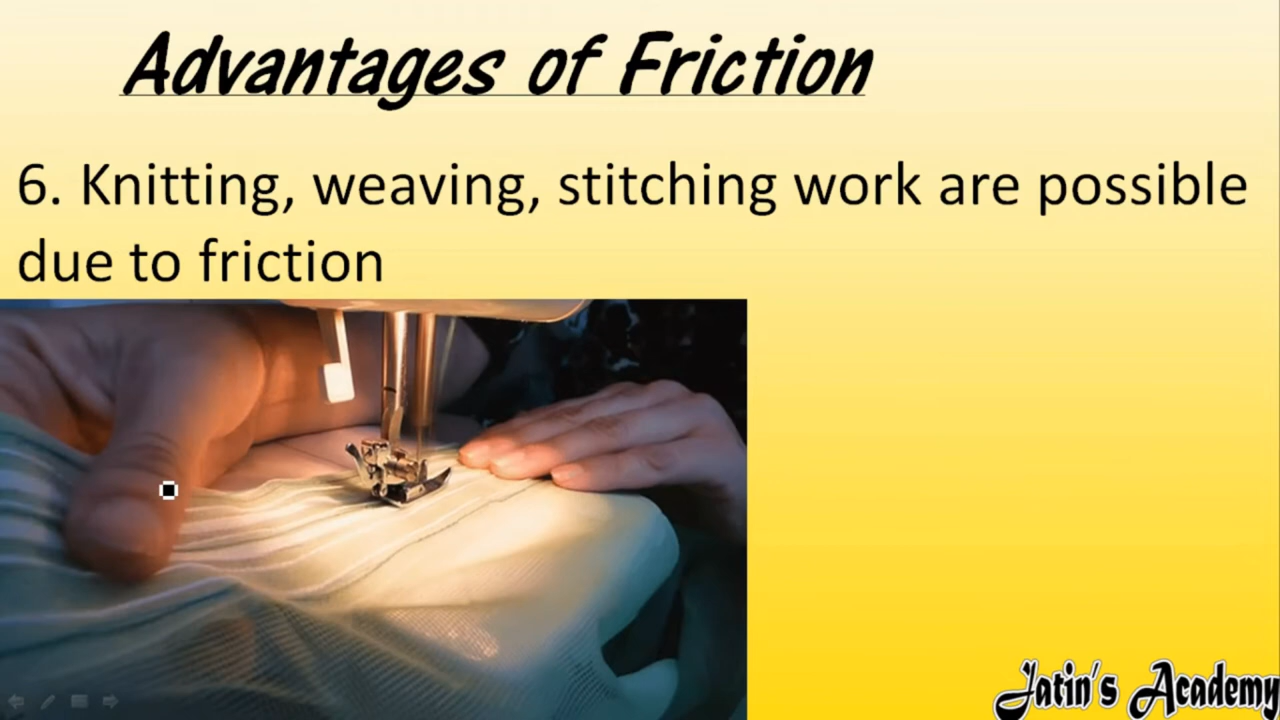 Advantages of Friction
6. Knitting, weaving, stitching work are possible
due to friction
Jatin's Academy